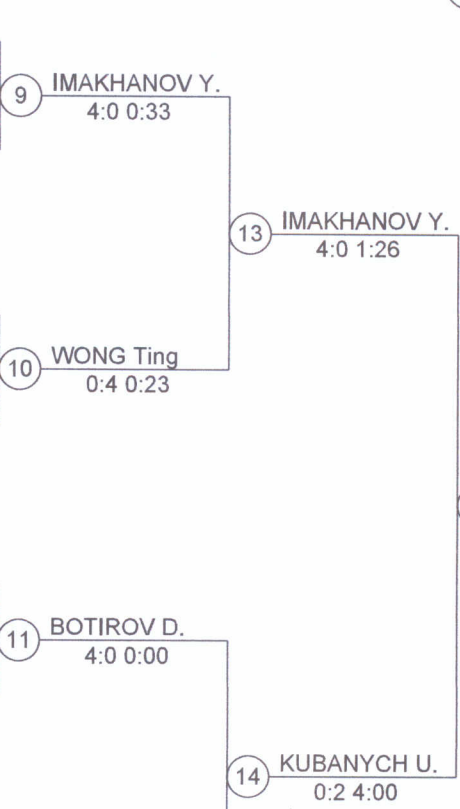 9
IMAKHANOV Y.
4:0 0:33
13
IMAKHANOV Y.
4:0 1:26
10
WONG Ting
0:4 0:23
11
BOTIROV D.
4:0 0:00
14
KUBANYCH U.
0:2 4:00